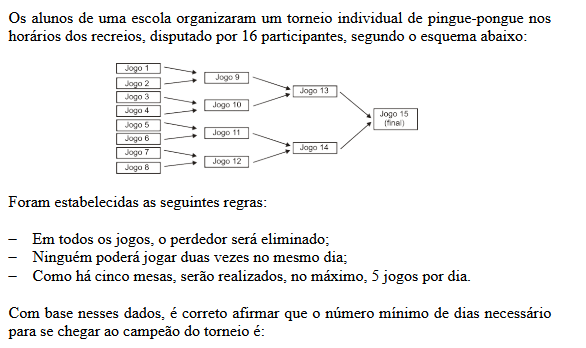 Os alunos de uma escola organizaram um torneio individual de pingue-pongue nos
horários dos recreios, disputado por 16 participantes, segundo o esquema abaixo:
Jogo 1
Jogo 2
Jogo 3
Jogo 4
Jogo 5
Jogo 6
Jogo 7
Jogo 8
Jogo 9
Jogo 10
Jogo 11
Jogo 12
Jogo 13
Jogo 14
Jogo 15
(final)
Foram estabelecidas as seguintes regras:
– Em todos os jogos, o perdedor será eliminado;
– Ninguém poderá jogar duas vezes no mesmo dia;
– Como há cinco mesas, serão realizados, no máximo, 5 jogos por dia.
Com base nesses dados, é correto afirmar que o número mínimo de dias necessário
para se chegar ao campeão do torneio é: